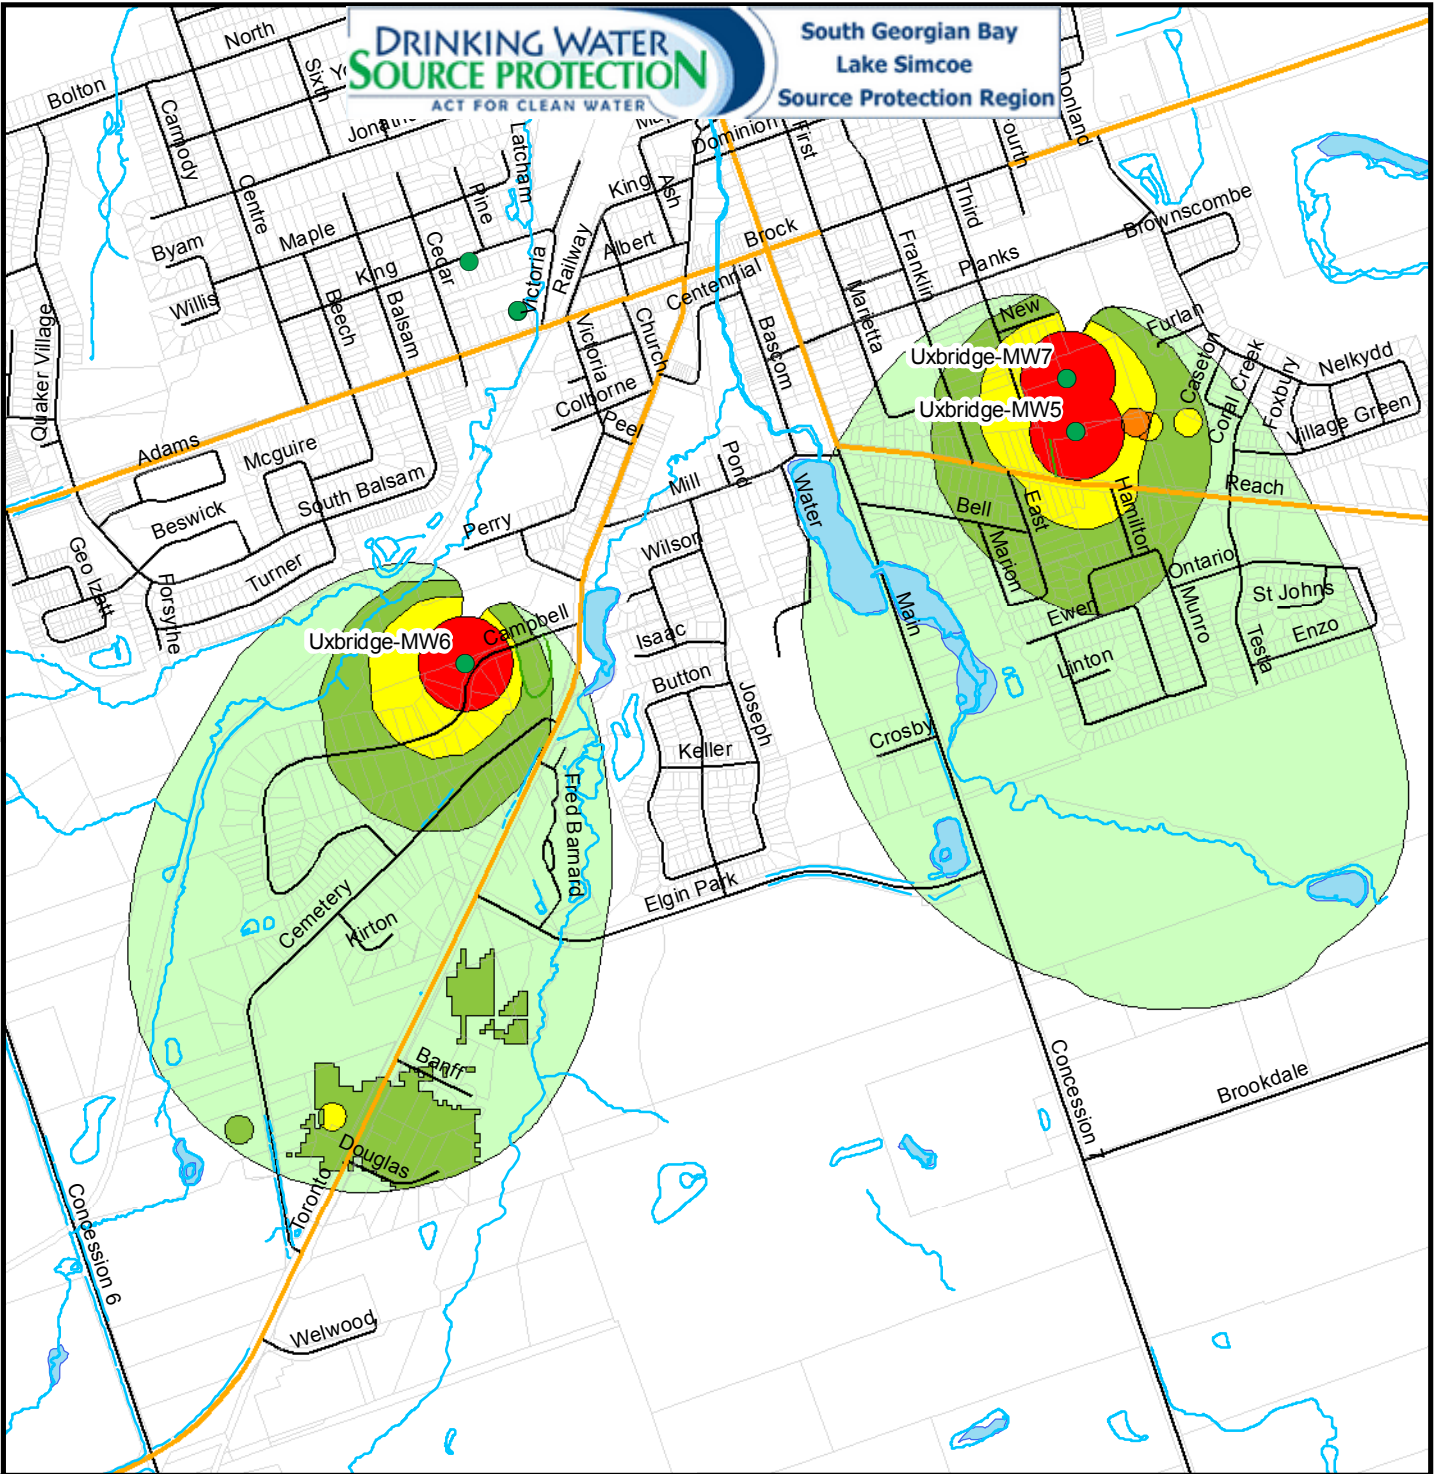 DRINKING WATER
SOURCE PROTECTION
ACT FOR CLEAN WATER
South Georgian Bay
Lake Simcoe
Source Protection Region
North
Bolton
Sixth
Carmody
Latcham
Dominion
First
Fourth
Centre
Pine
King
Ash
Third
Brownscombe
Byam
Maple
Cedar
Victoria
Railway
Albert
Brock
Franklin
Planks
King
Willis
Beech
Balsam
Centennial
Marietta
New
Furlan
Quaker Village
Victoria
Church
Bascom
Uxbridge-MW7
Caseton
Coral Creek
Foxbury
Nelkydd
Colborne
Uxbridge-MW5
Village Green
Peel
Adams
Mcguire
South Balsam
Pond
Mill
Water
Reach
Beswick
Perry
Bell
East
Hamilton
Wilson
Marion
Geo Izatt
Forsythe
Turner
Ontario
Munro
St Johns
Main
Ewen
Testa
Enzo
Campbell
Uxbridge-MW6
Isaac
Linton
Button
Joseph
Crosby
Keller
Fred Barnard
Elgin Park
Cemetery
Kirton
Banff
Concession 7
Brookdale
Douglas
Toronto
Concession 6
Welwood